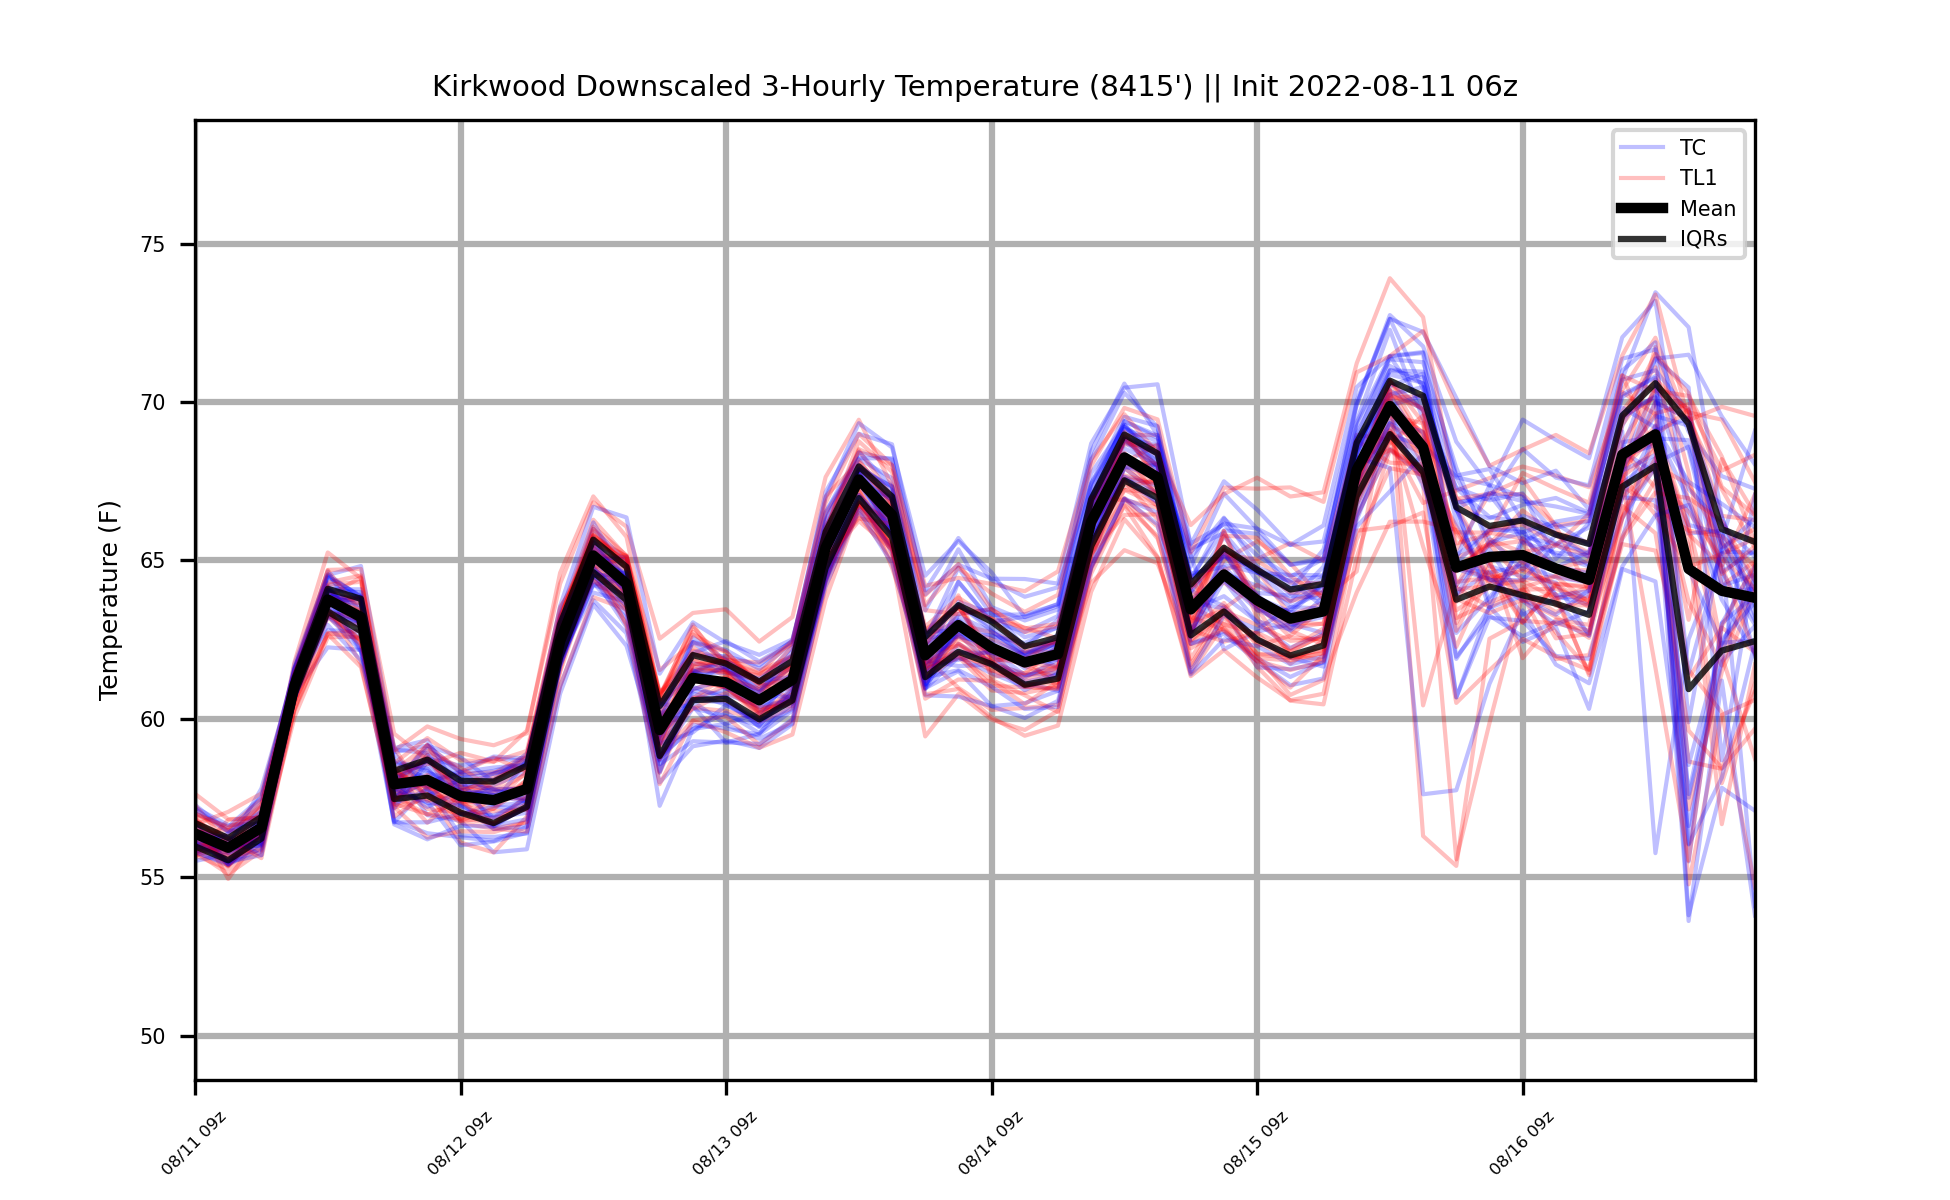 Kirkwood Downscaled 3-Hourly Temperature (8415') || Init 2022-08-11 06z
TC
TL1
Mean
IQRs
Temperature (F)
75
70
65
60
55
50
08/11 09z
08/12 09z
08/13 09z
08/14 09z
08/15 09z
08/16 09z